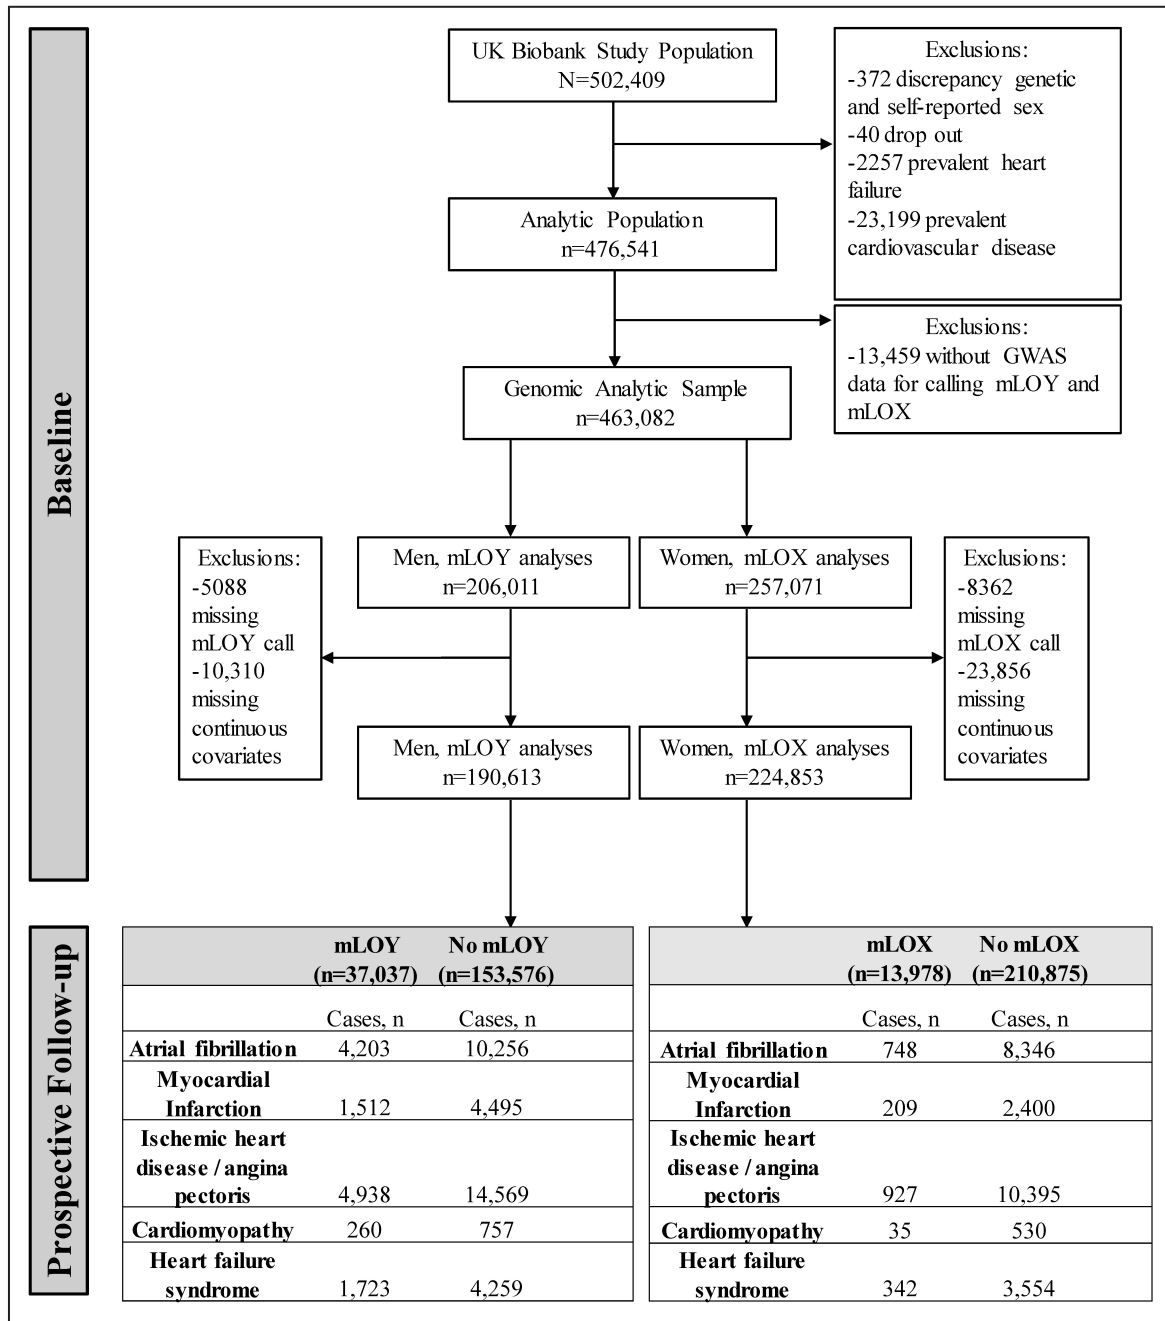 UK Biobank Study Population
N=502,409
Exclusions:
-372 discrepancy genetic
and self-reported sex
-40 drop out
-2257 prevalent heart
failure
-23,199 prevalent
cardiovascular disease
Analytic Population
n=476,541
Exclusions:
-13,459 without GWAS
data for calling mLOY and
mLOX
Genomic Analytic Sample
n=463,082
Baseline
Exclusions:
-5088
missing
mLOY call
-10,310
missing
continuous
covariates
Men, mLOY analyses
n=206,011
Women, mLOX analyses
n=257,071
Exclusions:
-8362
missing
mLOX call
-23,856
missing
continuous
covariates
Men, mLOY analyses
n=190,613
Women, mLOX analyses
n=224,853
Prospective Follow-up
mLOY No mLOY
(n=37,037) (n=153,576)
Cases, n Cases, n
Atrial fibrillation 4,203 10,256
Myocardial
Infarction 1,512 4,495
Ischemic heart
disease / angina
pectoris 4,938 14,569
Cardiomyopathy 260 757
Heart failure
syndrome 1,723 4,259
mLOX No mLOX
(n=13,978) (n=210,875)
Cases, n Cases, n
Atrial fibrillation 748 8,346
Myocardial
Infarction 209 2,400
Ischemic heart
disease / angina
pectoris 927 10,395
Cardiomyopathy 35 530
Heart failure
syndrome 342 3,554